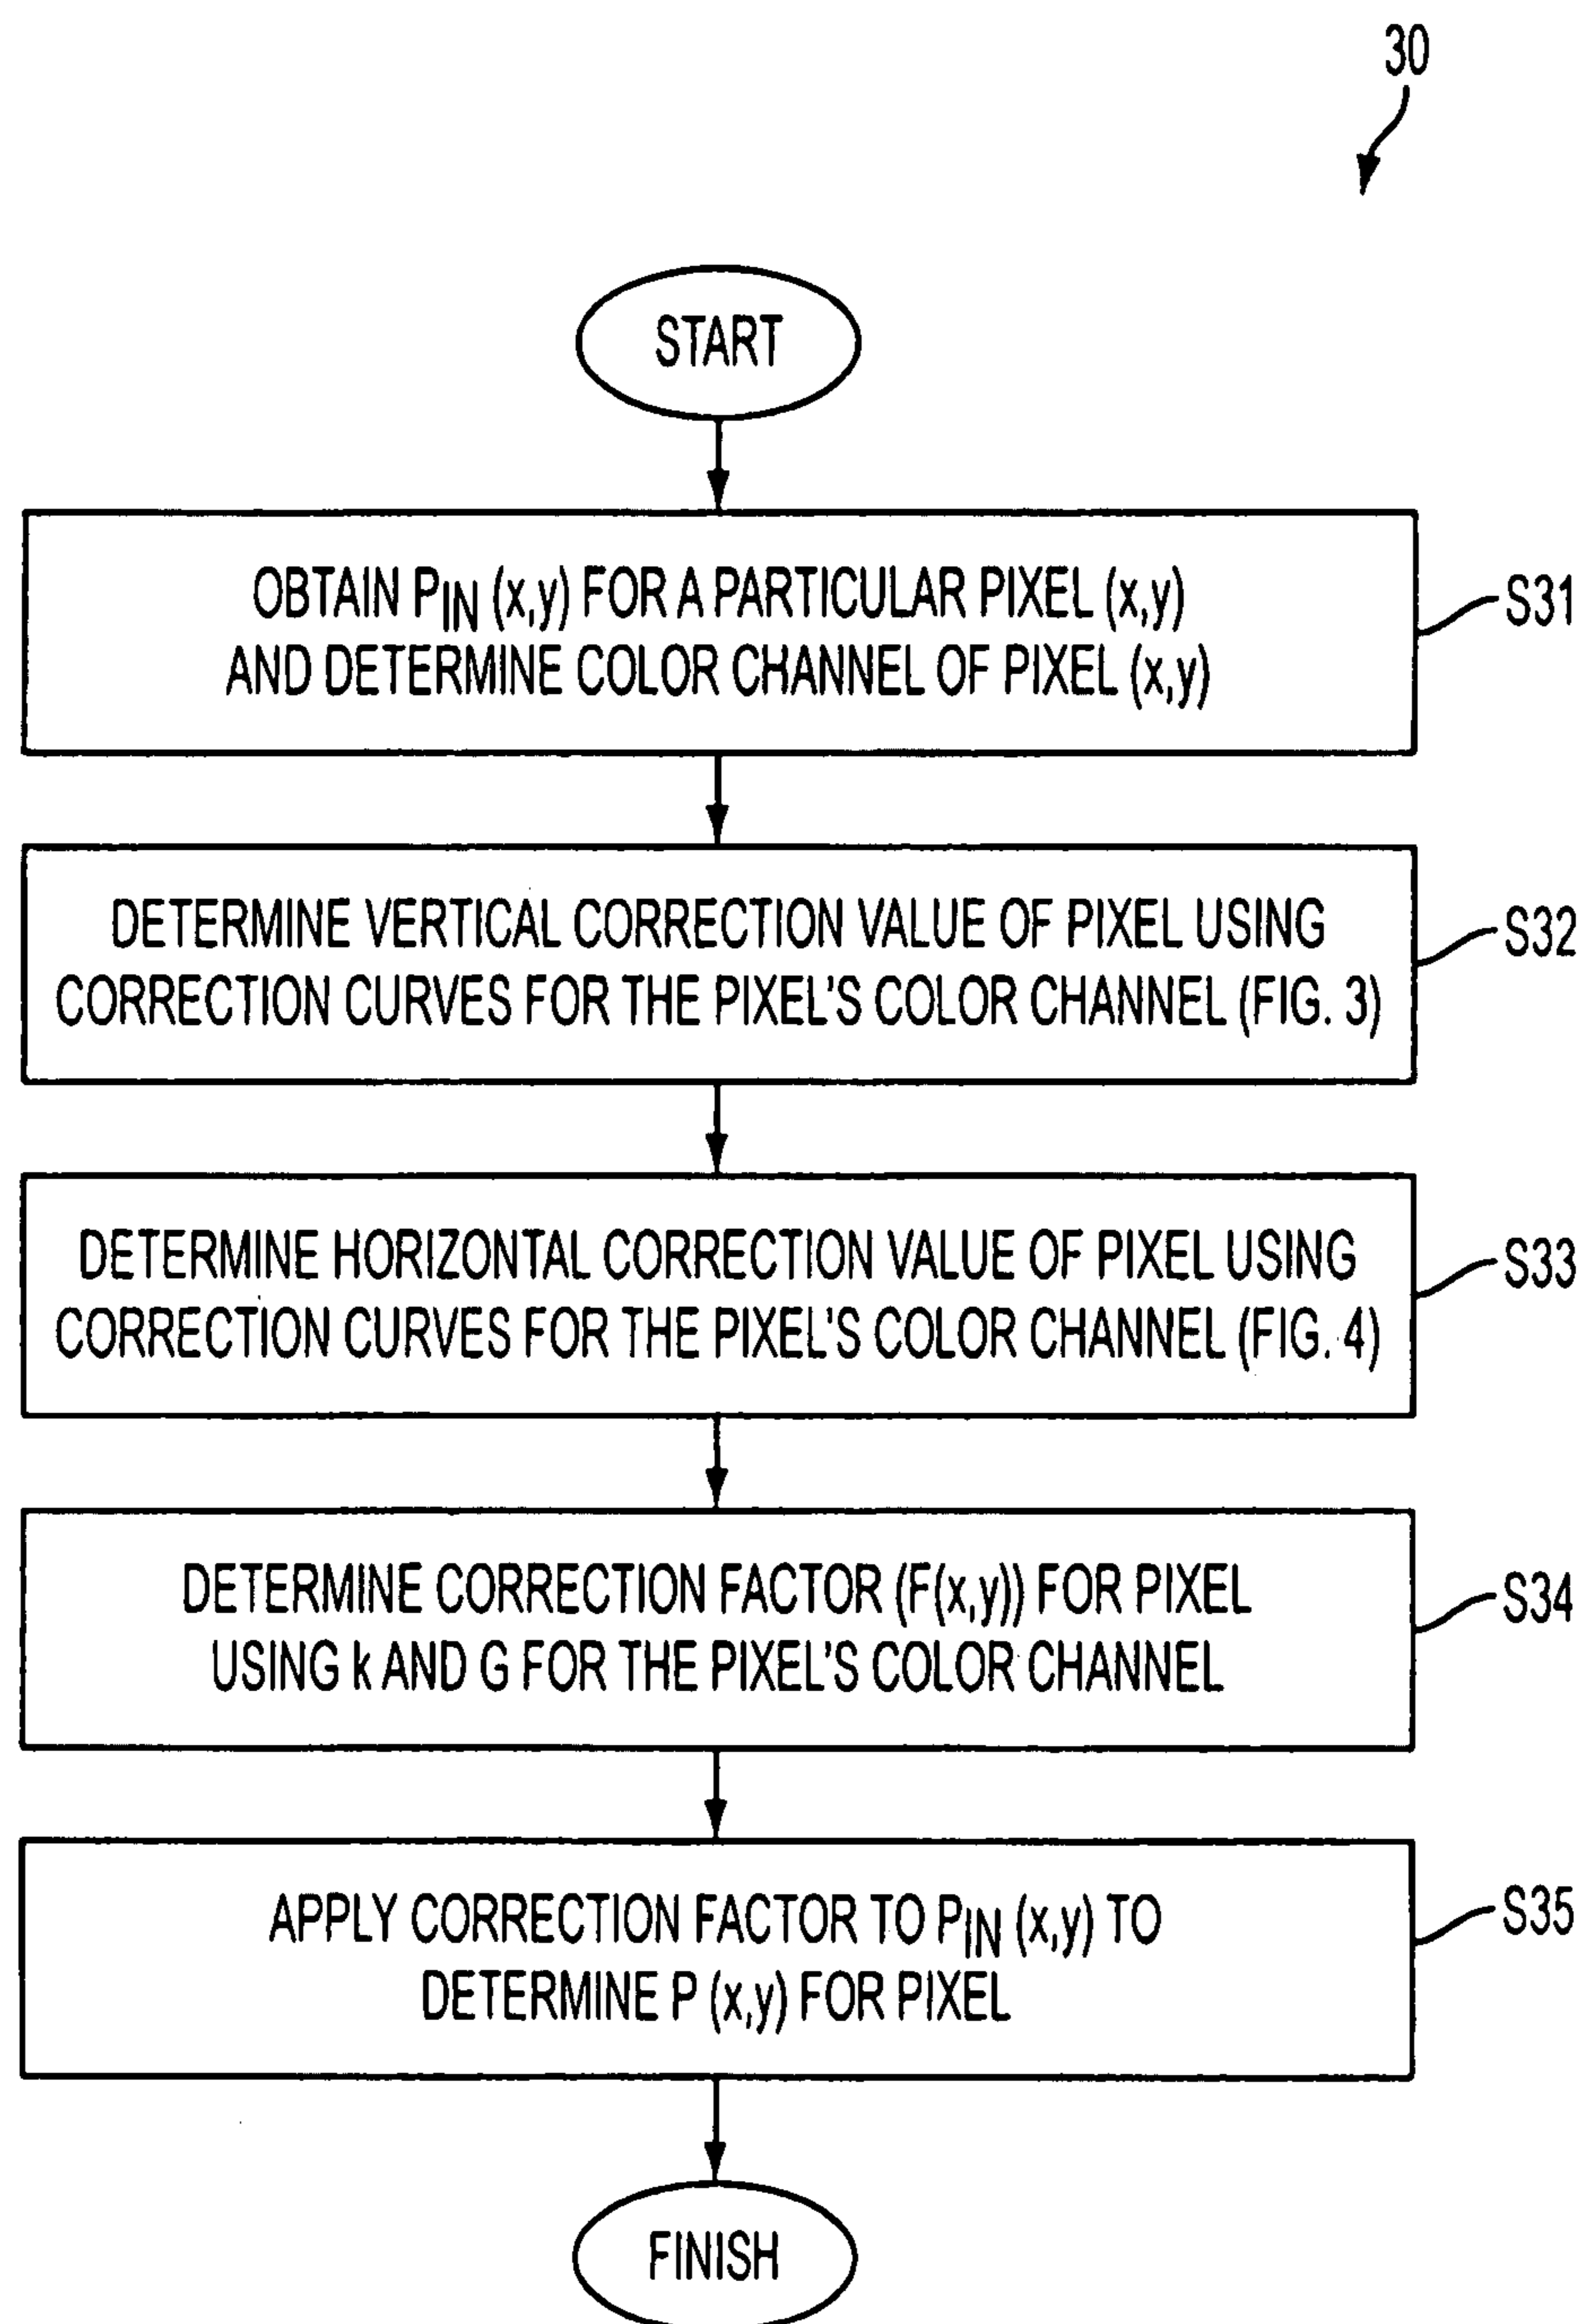 30
START
OBTAIN PIN (x,y) FOR A PARTICULAR PIXEL (x,y)
AND DETERMINE COLOR CHANNEL OF PIXEL (x,y)
S31
DETERMINE VERTICAL CORRECTION VALUE OF PIXEL USING
CORRECTION CURVES FOR THE PIXEL'S COLOR CHANNEL (FIG. 3)
S32
DETERMINE HORIZONTAL CORRECTION VALUE OF PIXEL USING
CORRECTION CURVES FOR THE PIXEL'S COLOR CHANNEL (FIG. 4)
S33
DETERMINE CORRECTION FACTOR (F(x,y)) FOR PIXEL
USING k AND G FOR THE PIXEL'S COLOR CHANNEL
S34
APPLY CORRECTION FACTOR TO PIN (x,y) TO
DETERMINE P (x,y) FOR PIXEL
S35
FINISH